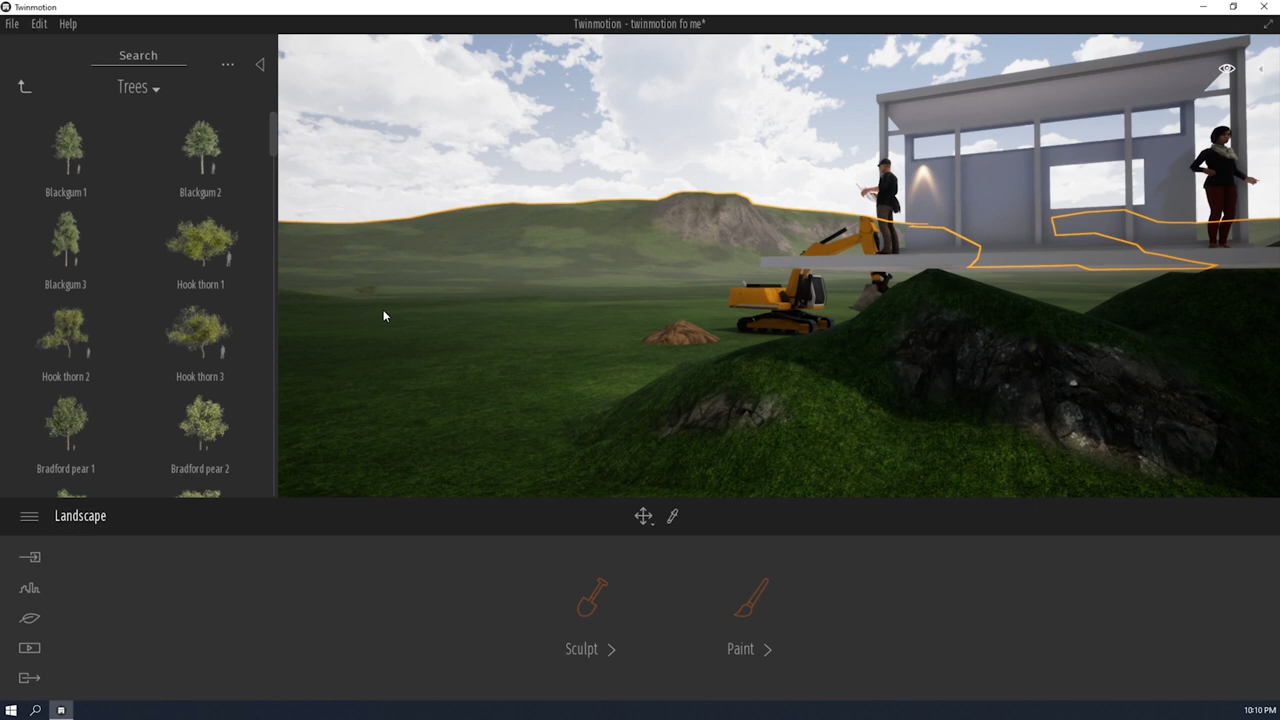 Twinmotion
File Edit Help
Twinmotion - twinmotion fo me*
Search
Trees
Blackgum 1 Blackgum 2
Blackgum 3 Hook thorn 1
Hook thorn 2 Hook thorn 3
Bradford pear 1 Bradford pear 2
Landscape
Sculpt Paint
10:10 PM